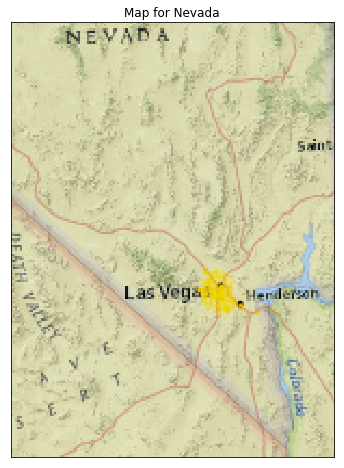 Map for Nevada
NEVADA
Saint
Las Vega
Henderson
DEATH VALLEY
Colorado
V E
A R T
S E